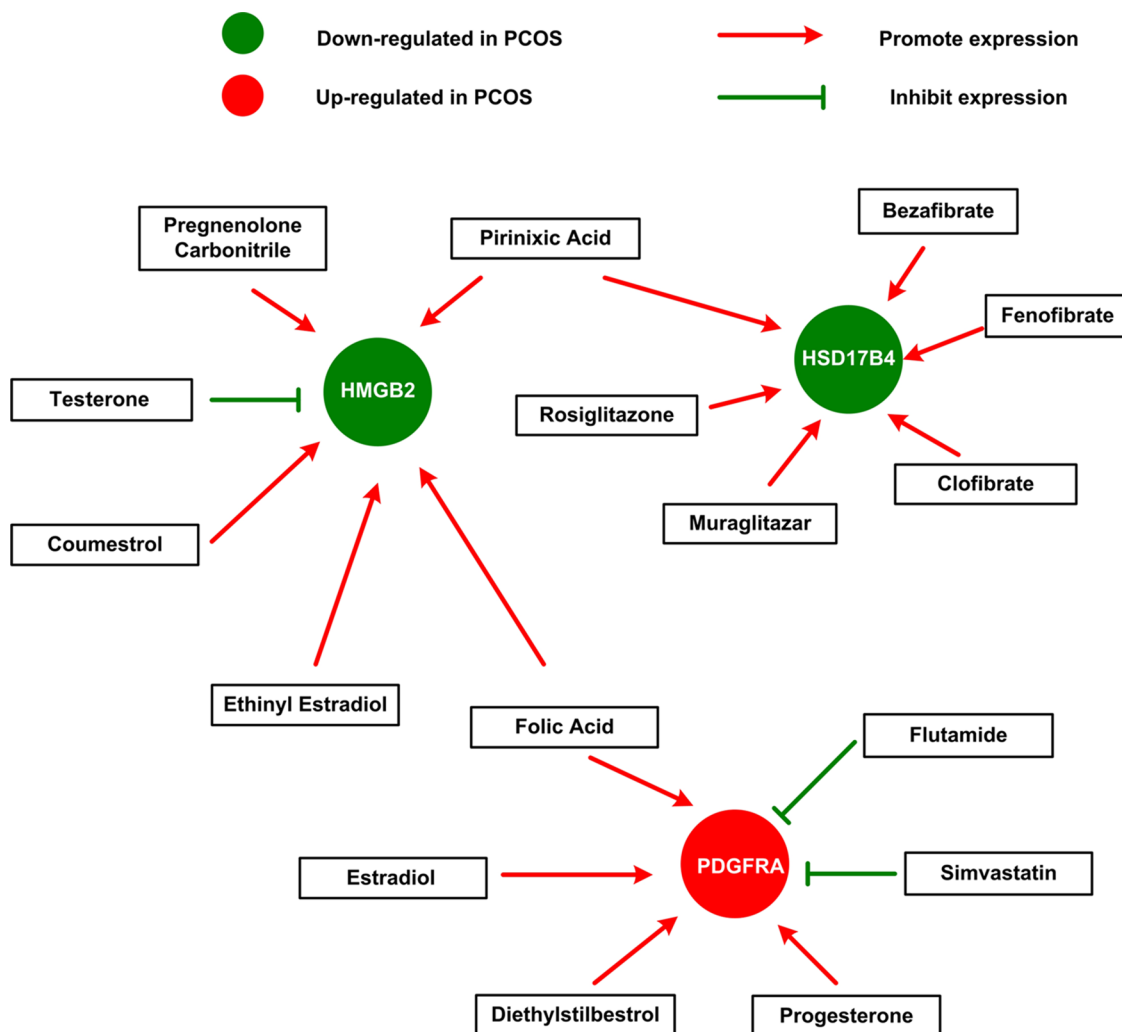 Down-regulated in PCOS
Promote expression
Up-regulated in PCOS
Inhibit expression
Pregnenolone
Carbonitrile
Pirinixic Acid
Bezafibrate
Fenofibrate
HSD17B4
HMGB2
Testerone
Rosiglitazone
Clofibrate
Muraglitazar
Coumestrol
Ethinyl Estradiol
Folic Acid
Flutamide
PDGFRA
Estradiol
Simvastatin
Diethylstilbestrol
Progesterone